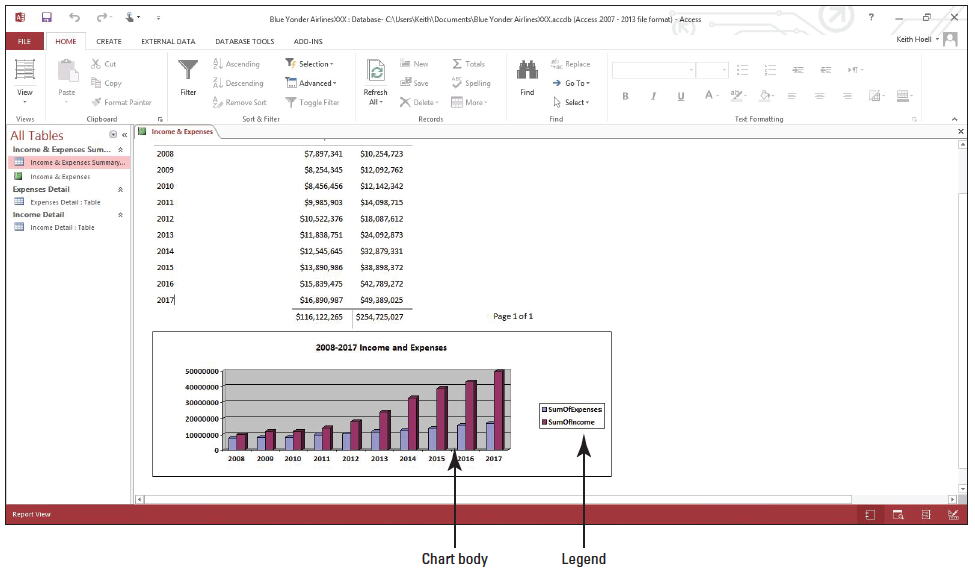 Blue Yonder AirlinesXXX : Database- C:\Users\Keith\Documents\Blue Yonder AirlinesXXX.accdb (Access 2007 - 2013 file format) - Access
?
FILE HOME CREATE EXTERNAL DATA DATABASE TOOLS ADD-INS
Keith Hoell
View
Views
Paste
Cut
Copy
Format Painter
Clipboard
Filter
Ascending
Descending
Remove Sort
Selection
Advanced
Toggle Filter
Sort & Filter
Refresh All
New
Save
Delete
Totals
Spelling
More
Records
Find
Replace
Go To
Select
Find
B I U A
Text Formatting
All Tables
Income & Expenses Sum...
Income & Expenses Summary...
Income & Expenses
Expenses Detail
Expenses Detail : Table
Income Detail
Income Detail : Table
Income & Expenses
2008 $7,897,341 $10,254,723
2009 $8,254,345 $12,092,762
2010 $8,456,456 $12,142,342
2011 $9,985,903 $14,098,715
2012 $10,522,376 $18,087,612
2013 $11,838,751 $24,092,873
2014 $12,545,645 $32,879,331
2015 $13,890,986 $38,898,372
2016 $15,839,475 $42,789,272
2017 $16,890,987 $49,389,025
$116,122,265 $254,725,027
Page 1 of 1
2008-2017 Income and Expenses
50000000
40000000
30000000
20000000
10000000
0
2008 2009 2010 2011 2012 2013 2014 2015 2016 2017
SumOfExpenses
SumOfIncome
Report View
Chart body
Legend